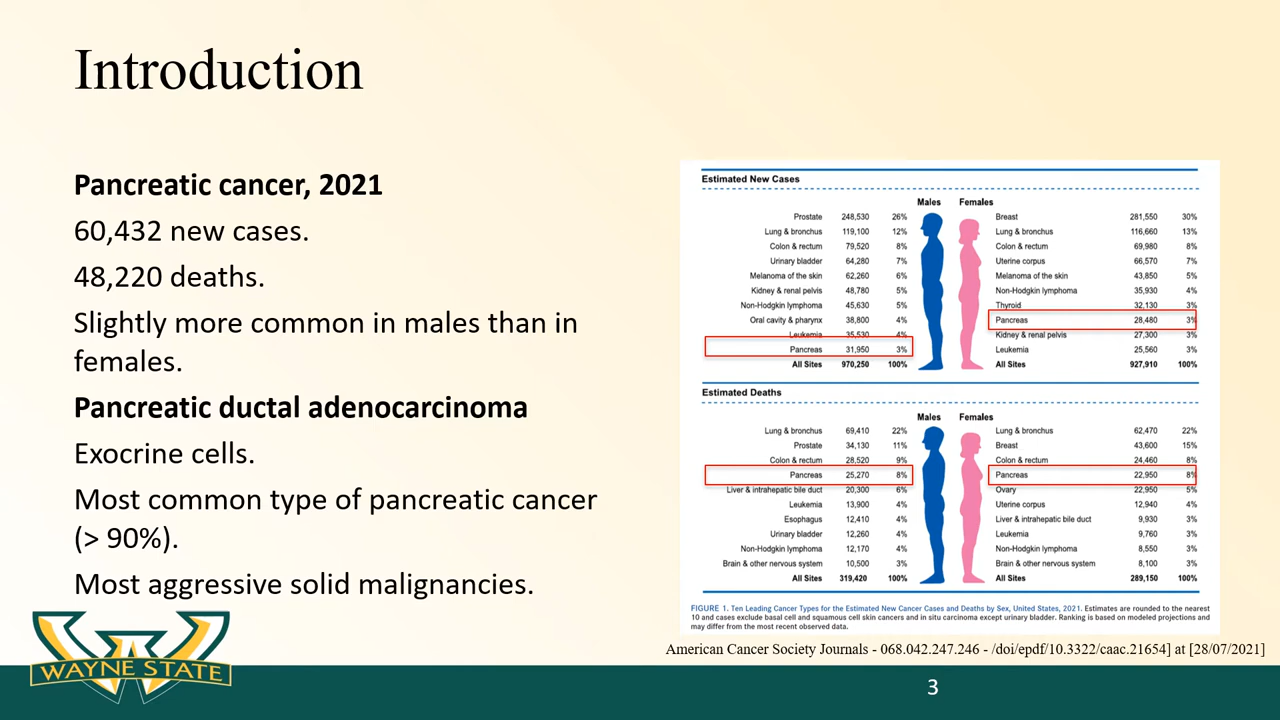 Introduction
Pancreatic cancer, 2021
60,432 new cases.
48,220 deaths.
Slightly more common in males than in
females.
Pancreatic ductal adenocarcinoma
Exocrine cells.
Most common type of pancreatic cancer
(> 90%).
Most aggressive solid malignancies.
Estimated New Cases
Males Females
Prostate 248,530 26% Breast 281,550 30%
Lung & bronchus 119,100 12% Lung & bronchus 116,660 13%
Colon & rectum 79,520 8% Colon & rectum 69,980 8%
Urinary bladder 64,280 7% Uterine corpus 66,570 7%
Melanoma of the skin 62,260 6% Melanoma of the skin 43,850 5%
Kidney & renal pelvis 48,780 5% Non-Hodgkin lymphoma 35,930 4%
Non-Hodgkin lymphoma 45,630 5% Thyroid 32,130 3%
Oral cavity & pharynx 38,800 4% Pancreas 28,480 3%
Leukemia 35,530 4% Kidney & renal pelvis 27,300 3%
Pancreas 31,950 3% Leukemia 25,560 3%
All Sites 970,250 100% All Sites 927,910 100%
Estimated Deaths
Males Females
Lung & bronchus 69,410 22% Lung & bronchus 62,470 22%
Prostate 34,130 11% Breast 43,600 15%
Colon & rectum 28,520 9% Colon & rectum 24,460 8%
Pancreas 25,270 8% Pancreas 22,950 8%
Liver & intrahepatic bile duct 20,300 6% Ovary 22,950 5%
Leukemia 13,900 4% Uterine corpus 12,940 4%
Esophagus 12,410 4% Liver & intrahepatic bile duct 9,930 3%
Urinary bladder 12,260 4% Leukemia 9,760 3%
Non-Hodgkin lymphoma 12,170 4% Non-Hodgkin lymphoma 8,550 3%
Brain & other nervous system 10,500 3% Brain & other nervous system 8,100 3%
All Sites 319,420 100% All Sites 289,150 100%
FIGURE 1. Ten Leading Cancer Types for the Estimated New Cancer Cases and Deaths by Sex, United States, 2021. Estimates are rounded to the nearest
10 and cases exclude basal cell and squamous cell skin cancers and in situ carcinoma except urinary bladder. Ranking is based on modeled projections and
may differ from the most recent observed data.
American Cancer Society Journals - 068.042.247.246 - /doi/epdf/10.3322/caac.21654] at [28/07/2021]
WAYNE STATE
3